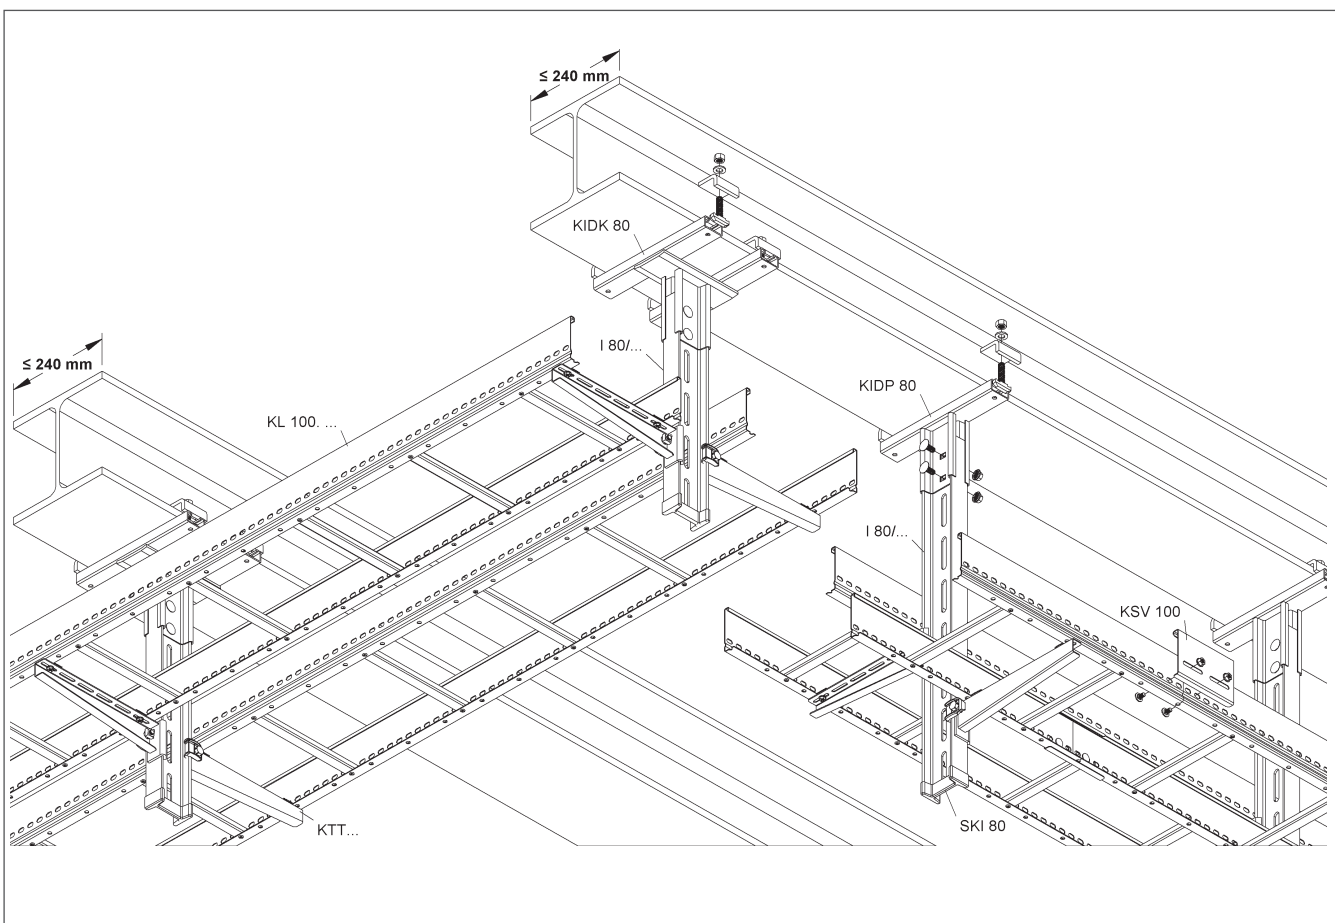 ≤ 240 mm
KIDK 80
I 80/...
≤ 240 mm
KIDP 80
KL 100. ...
I 80/...
KSV 100
KTT...
SKI 80